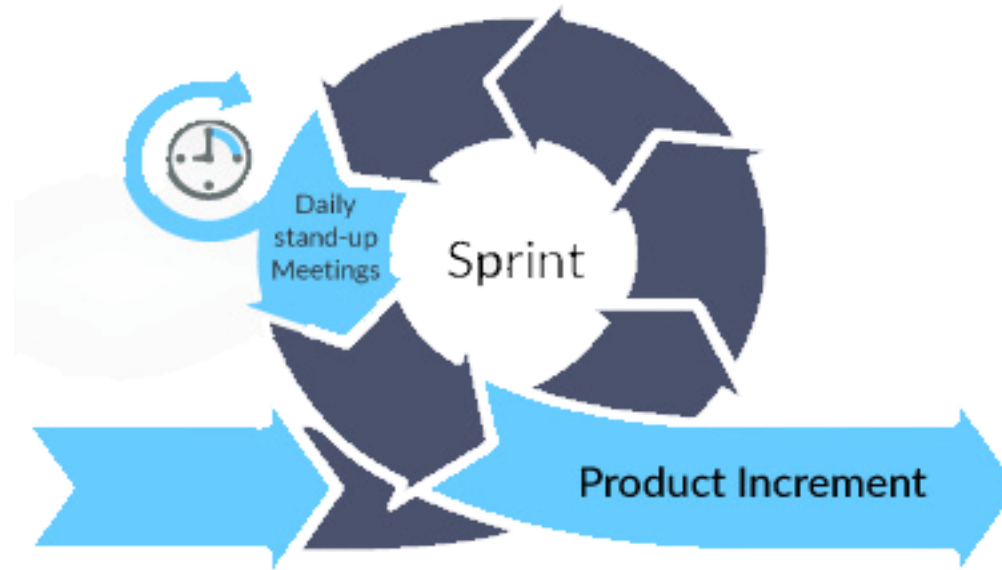 Daily
stand-up
Meetings
Sprint
Product Increment